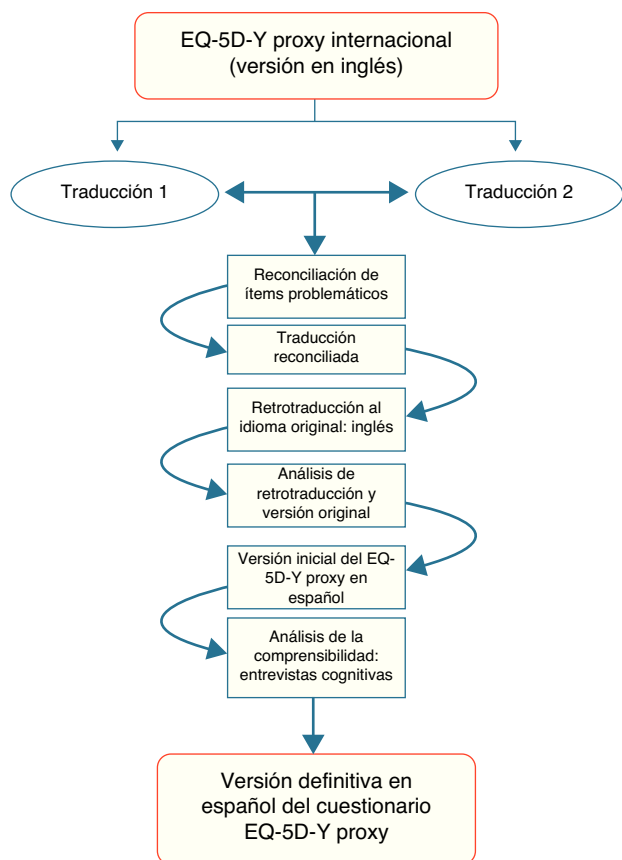 EQ-5D-Y proxy internacional
(versión en inglés)
Traducción 1
Traducción 2
Reconciliación de
ítems problemáticos
Traducción
reconciliada
Retrotraducción al
idioma original: inglés
Análisis de
retrotraducción y
versión original
Versión inicial del EQ-
5D-Y proxy en
español
Análisis de la
comprensibilidad:
entrevistas cognitivas
Versión definitiva en
español del cuestionario
EQ-5D-Y proxy